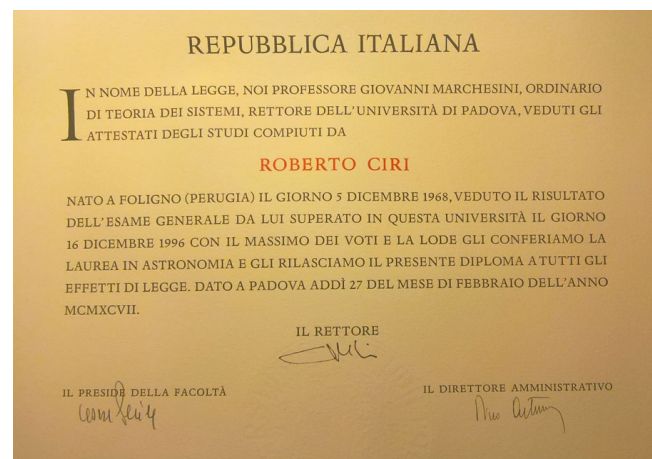 REPUBBLICA ITALIANA
IN NOME DELLA LEGGE, NOI PROFESSORE GIOVANNI MARCHESINI, ORDINARIO
DI TEORIA DEI SISTEMI, RETTORE DELL'UNIVERSITÀ DI PADOVA, VEDUTI GLI
ATTESTATI DEGLI STUDI COMPIUTI DA
ROBERTO CIRI
NATO A FOLIGNO (PERUGIA) IL GIORNO 5 DICEMBRE 1968, VEDUTO IL RISULTATO
DELL'ESAME GENERALE DA LUI SUPERATO IN QUESTA UNIVERSITÀ IL GIORNO
16 DICEMBRE 1996 CON IL MASSIMO DEI VOTI E LA LODE GLI CONFERIAMO LA
LAUREA IN ASTRONOMIA E GLI RILASCIAMO IL PRESENTE DIPLOMA A TUTTI GLI
EFFETTI DI LEGGE. DATO A PADOVA ADDÌ 27 DEL MESE DI FEBBRAIO DELL'ANNO
MCMXCVII.
IL RETTORE
IL PRESIDE DELLA FACOLTÀ
IL DIRETTORE AMMINISTRATIVO